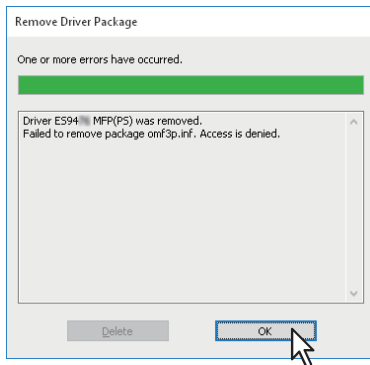 Remove Driver Package
One or more errors have occurred.
Driver ES94 MFP(PS) was removed.
Failed to remove package omf3p.inf. Access is denied.
Delete
OK